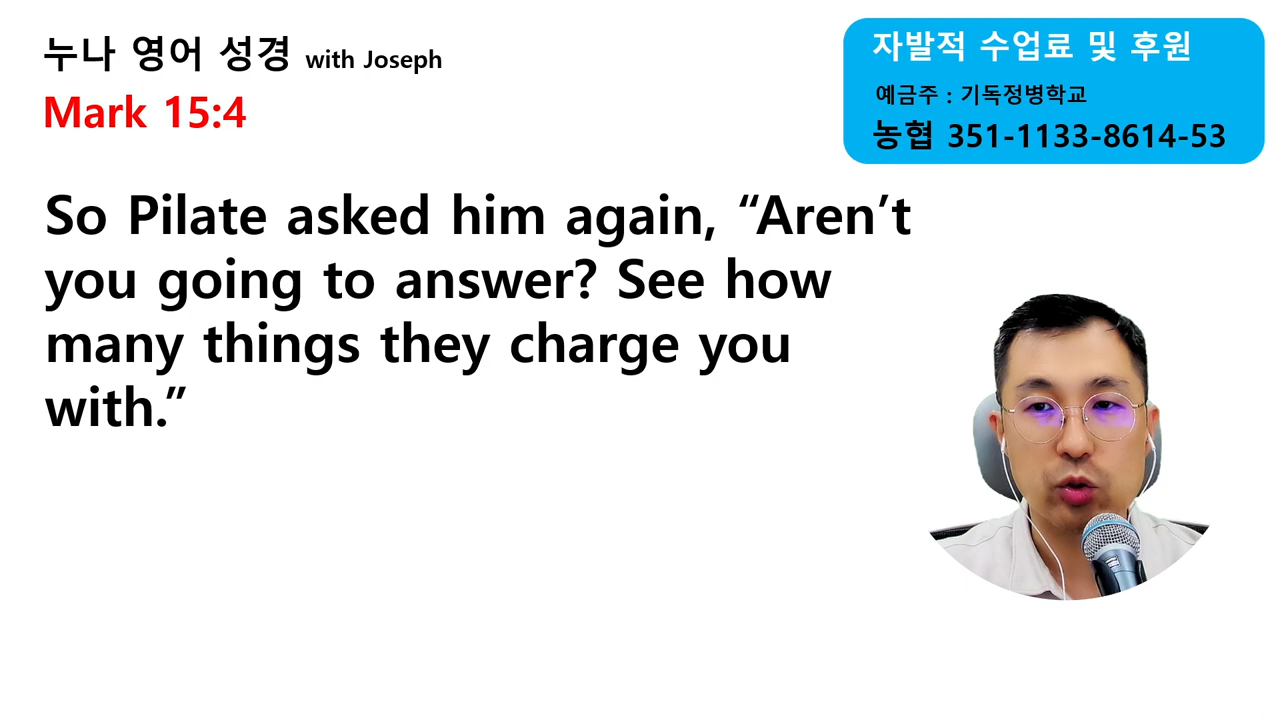 누나 영어 성경 with Joseph
Mark 15:4
자발적 수업료 및 후원
예금주 : 기독정병학교
농협 351-1133-8614-53
So Pilate asked him again, “Aren’t
you going to answer? See how
many things they charge you
with.”